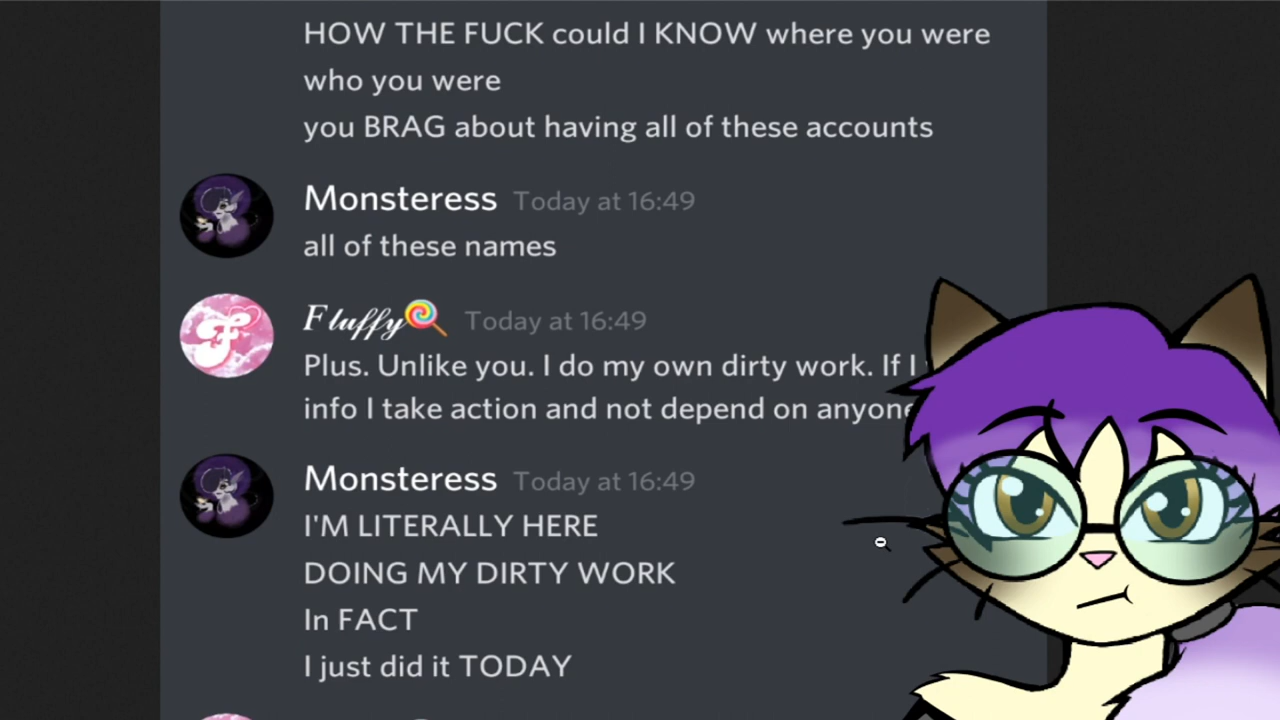 HOW THE FUCK could I KNOW where you were
who you were
you BRAG about having all of these accounts
Monsteress Today at 16:49
all of these names
Fluffy🍭 Today at 16:49
Plus. Unlike you. I do my own dirty work. If I
info I take action and not depend on anyone
Monsteress Today at 16:49
I'M LITERALLY HERE
DOING MY DIRTY WORK
In FACT
I just did it TODAY